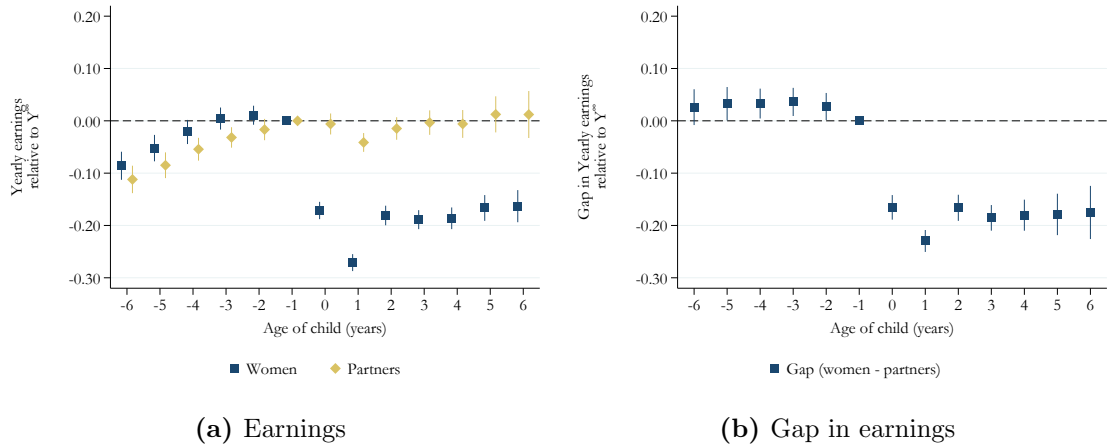 0.20
0.10
0.00
-0.10
-0.20
-0.30
Yearly earnings
relative to Y∞
-6 -5 -4 -3 -2 -1 0 1 2 3 4 5 6
Age of child (years)
Women Partners
(a) Earnings
0.20
0.10
0.00
-0.10
-0.20
-0.30
Gap in Yearly earnings
relative to Y∞
-6 -5 -4 -3 -2 -1 0 1 2 3 4 5 6
Age of child (years)
Gap (women - partners)
(b) Gap in earnings